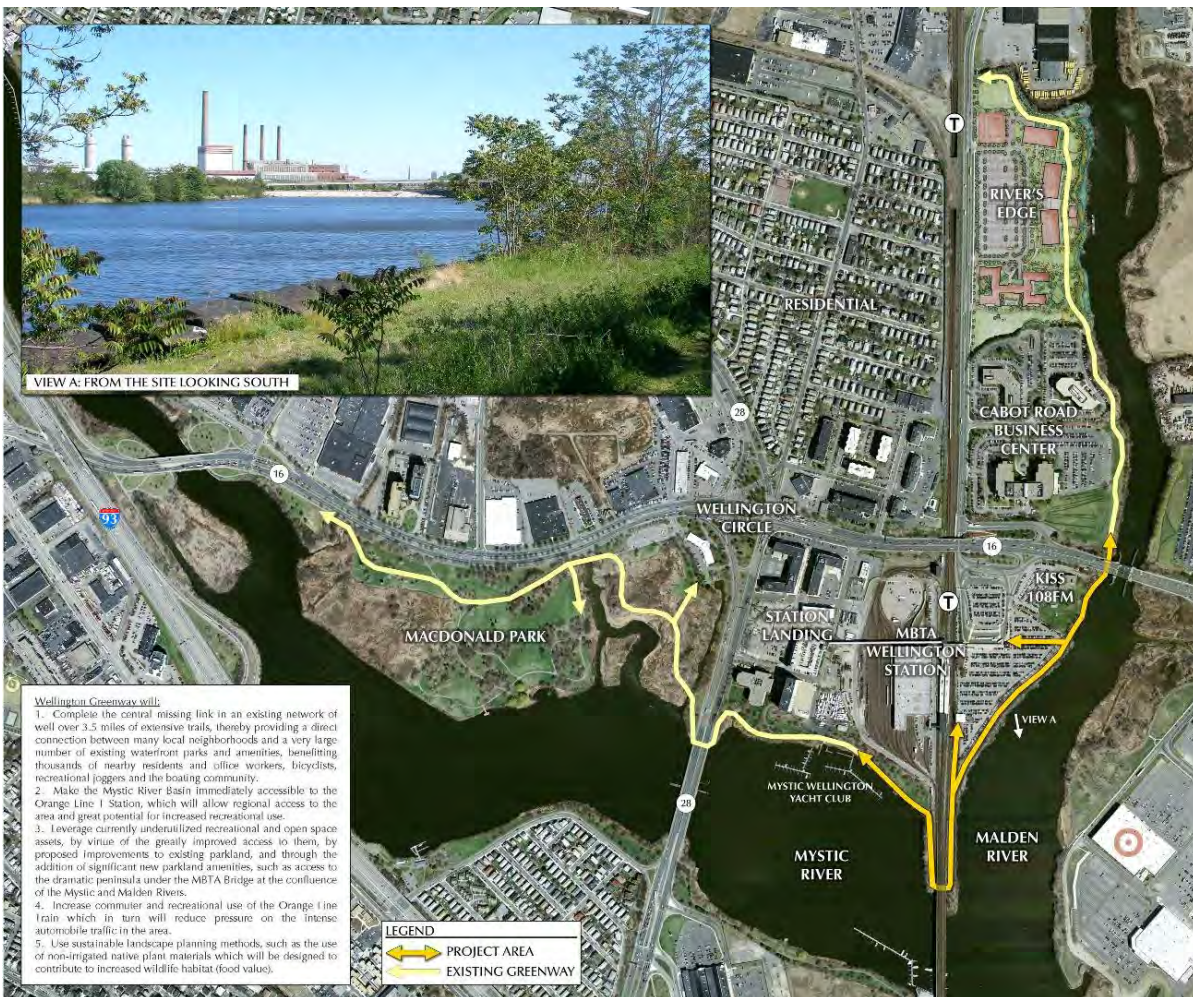 VIEW A: FROM THE SITE LOOKING SOUTH
T
RIVER'S
EDGE
RESIDENTIAL
28
CABOT ROAD
BUSINESS
CENTER
16
93
WELLINGTON
CIRCLE
16
KISS
108FM
T
STATION
LANDING
MBTA
WELLINGTON
STATION
MACDONALD PARK
VIEW A
MYSTIC WELLINGTON
YACHT CLUB
28
MYSTIC
RIVER
MALDEN
RIVER
Wellington Greenway will:
1. Complete the central missing link in an existing network of
well over 3.5 miles of extensive trails, thereby providing a direct
connection between many local neighborhoods and a very large
number of existing waterfront parks and amenities, benefitting
thousands of nearby residents and office workers, bicyclists,
recreational joggers and the boating community.
2. Make the Mystic River Basin immediately accessible to the
Orange Line T Station, which will allow regional access to the
area and great potential for increased recreational use.
3. Leverage currently underutilized recreational and open space
assets, by virtue of the greatly improved access to them, by
proposed improvements to existing parkland, and through the
addition of significant new parkland amenities, such as access to
the dramatic peninsula under the MBTA Bridge at the confluence
of the Mystic and Malden Rivers.
4. Increase commuter and recreational use of the Orange Line
Train which in turn will reduce pressure on the intense
automobile traffic in the area.
5. Use sustainable landscape planning methods, such as the use
of non-irrigated native plant materials which will be designed to
contribute to increased wildlife habitat (food value).
LEGEND
PROJECT AREA
EXISTING GREENWAY